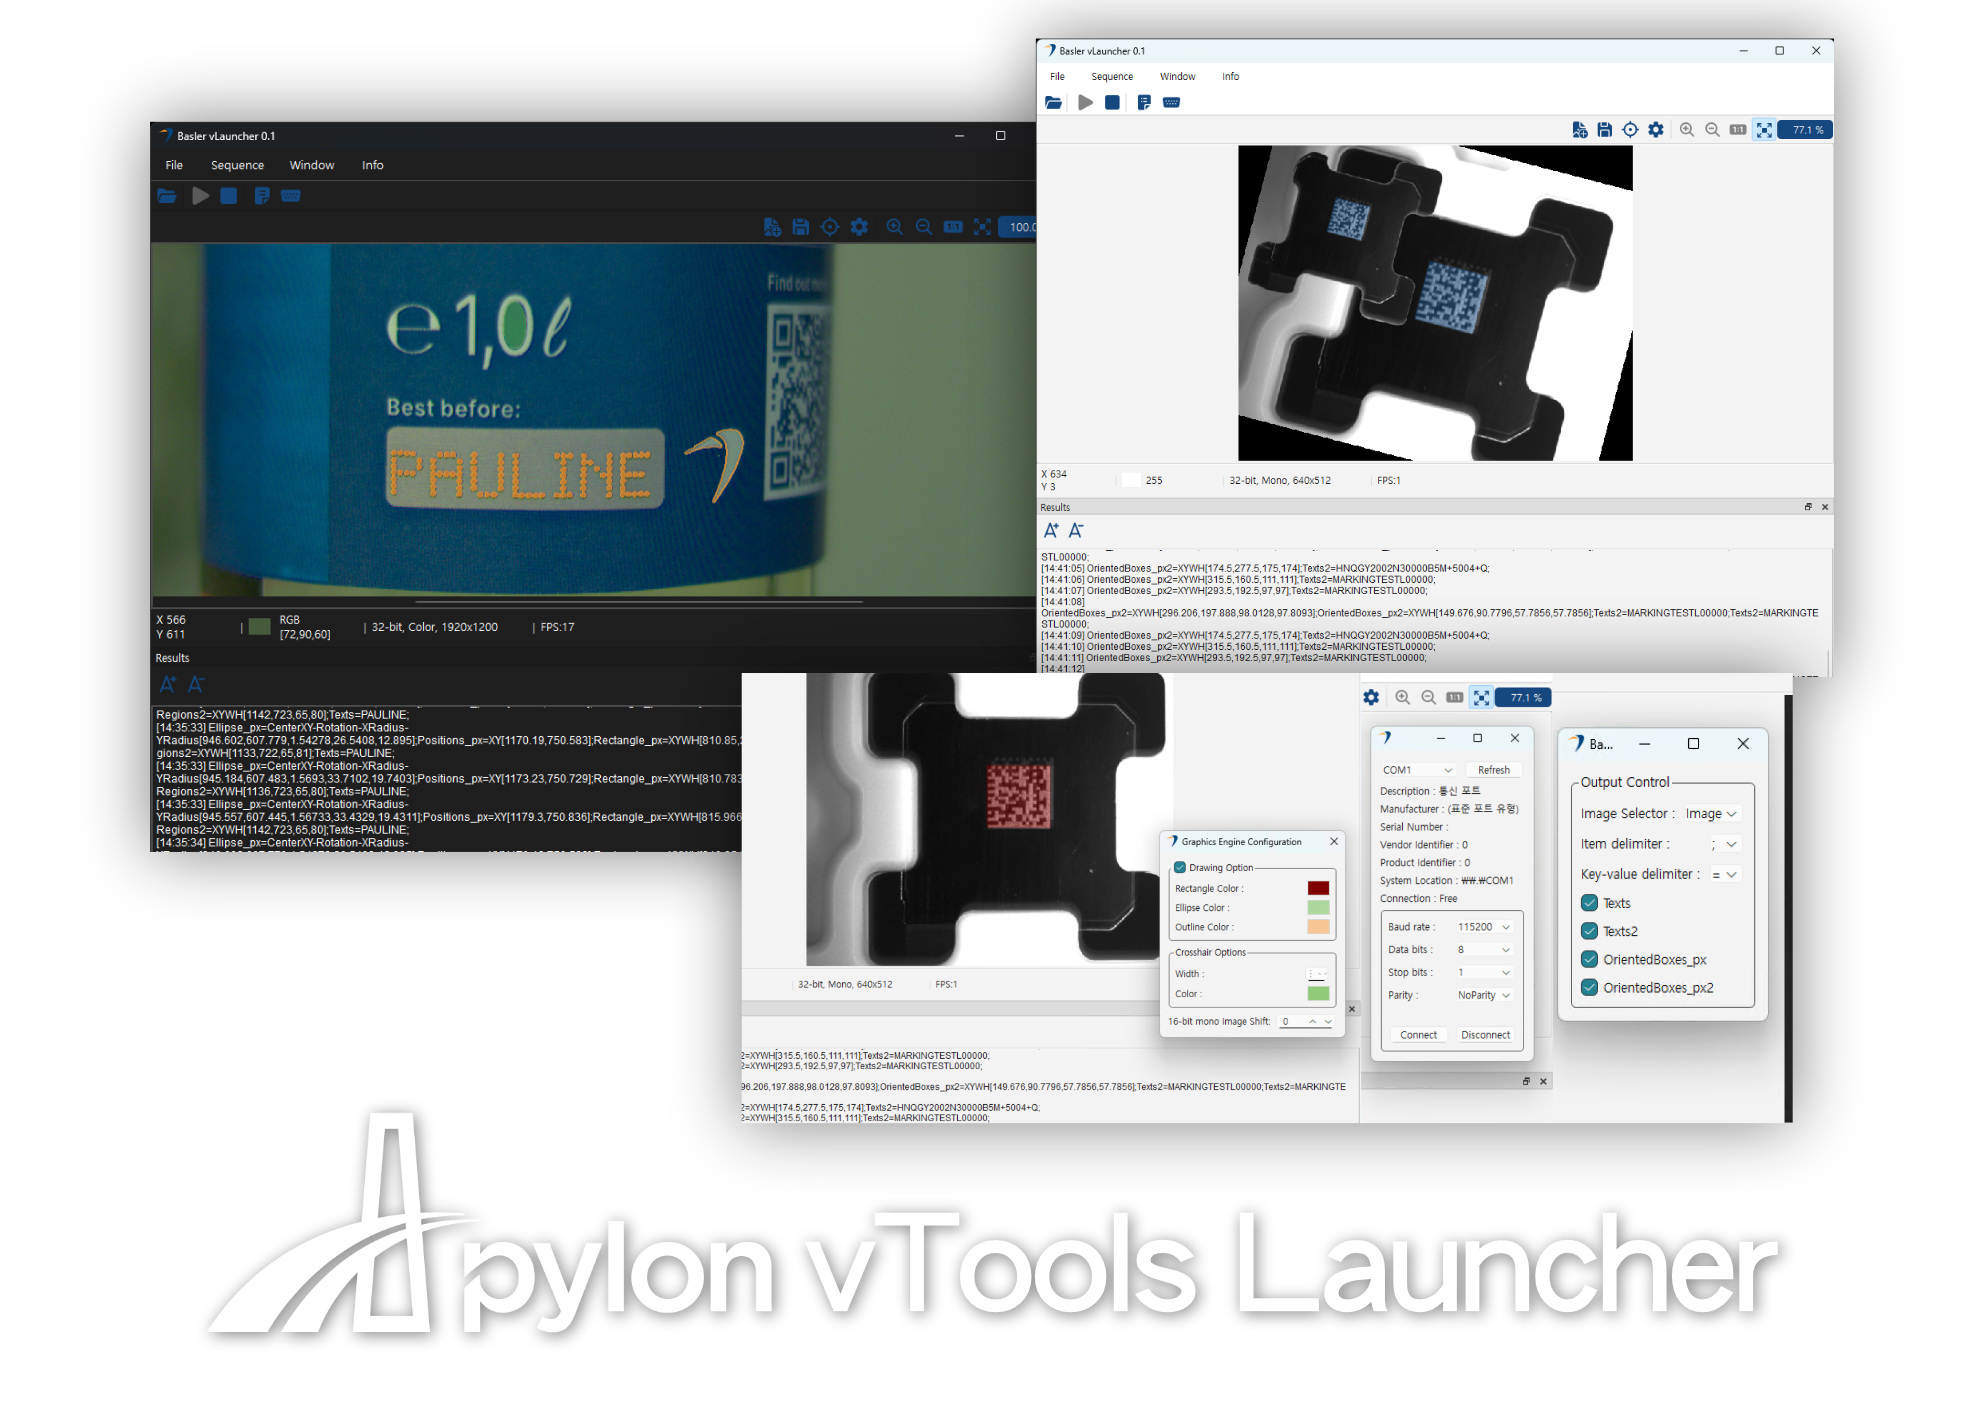 Basler vLauncher 0.1
File Sequence Window Info
100.0
Find out more
e1,0ℓ
Best before:
PAULINE
X 566
Y 611
RGB
[72,90,60]
32-bit, Color, 1920x1200
FPS:17
Results
Regions2=XYWH[1142,723,65,80];Texts=PAULINE;
[14:35:33] Ellipse_px=CenterXY-Rotation-XRadius-
YRadius[946.602,607.779,1.54278,26.5408,12.895];Positions_px=XY[1170.19,750.583];Rectangle_px=XYWH[810.85,2
gions2=XYWH[1133,722,65,81];Texts=PAULINE;
[14:35:33] Ellipse_px=CenterXY-Rotation-XRadius-
YRadius[945.184,607.483,1.5693,33.7102,19.7403];Positions_px=XY[1173.23,750.729];Rectangle_px=XYWH[810.783
Regions2=XYWH[1136,723,65,80];Texts=PAULINE;
[14:35:33] Ellipse_px=CenterXY-Rotation-XRadius-
YRadius[945.557,607.445,1.56733,33.4329,19.4311];Positions_px=XY[1179.3,750.836];Rectangle_px=XYWH[815.966
Regions2=XYWH[1142,723,65,80];Texts=PAULINE;
[14:35:34] Ellipse_px=CenterXY-Rotation-XRadius-
Basler vLauncher 0.1
File Sequence Window Info
1:1
77.1 %
X 634
Y 3
255
32-bit, Mono, 640x512
FPS:1
Results
STL00000;
[14:41:05] OrientedBoxes_px2=XYWH[174.5,277.5,175,174];Texts2=HNQGY2002N30000B5M+5004+Q;
[14:41:06] OrientedBoxes_px2=XYWH[315.5,160.5,111,111];Texts2=MARKINGTESTL00000;
[14:41:07] OrientedBoxes_px2=XYWH[293.5,192.5,97,97];Texts2=MARKINGTESTL00000;
[14:41:08]
OrientedBoxes_px2=XYWH[296.206,197.888,98.0128,97.8093];OrientedBoxes_px2=XYWH[149.676,90.7796,57.7856,57.7856];Texts2=MARKINGTESTL00000;Texts2=MARKINGTE
STL00000;
[14:41:09] OrientedBoxes_px2=XYWH[174.5,277.5,175,174];Texts2=HNQGY2002N30000B5M+5004+Q;
[14:41:10] OrientedBoxes_px2=XYWH[315.5,160.5,111,111];Texts2=MARKINGTESTL00000;
[14:41:11] OrientedBoxes_px2=XYWH[293.5,192.5,97,97];Texts2=MARKINGTESTL00000;
[14:41:12]
32-bit, Mono, 640x512
FPS:1
2=XYWH[315.5,160.5,111,111];Texts2=MARKINGTESTL00000;
2=XYWH[293.5,192.5,97,97];Texts2=MARKINGTESTL00000;
96.206,197.888,98.0128,97.8093];OrientedBoxes_px2=XYWH[149.676,90.7796,57.7856,57.7856];Texts2=MARKINGTESTL00000;Texts2=MARKINGTE
2=XYWH[174.5,277.5,175,174];Texts2=HNQGY2002N30000B5M+5004+Q;
2=XYWH[315.5,160.5,111,111];Texts2=MARKINGTESTL00000;
Graphics Engine Configuration
Drawing Option
Rectangle Color :
Ellipse Color :
Outline Color :
Crosshair Options
Width :
Color :
16-bit mono Image Shift: 0
1:1
77.1 %
COM1
Refresh
Description : 통신 포트
Manufacturer : (표준 포트 유형)
Serial Number :
Vendor Identifier : 0
Product Identifier : 0
System Location : ₩₩.₩COM1
Connection : Free
Baud rate : 115200
Data bits : 8
Stop bits : 1
Parity : NoParity
Connect Disconnect
Ba...
Output Control
Image Selector : Image
Item delimiter : ;
Key-value delimiter : =
Texts
Texts2
OrientedBoxes_px
OrientedBoxes_px2
pylon vTools Launcher